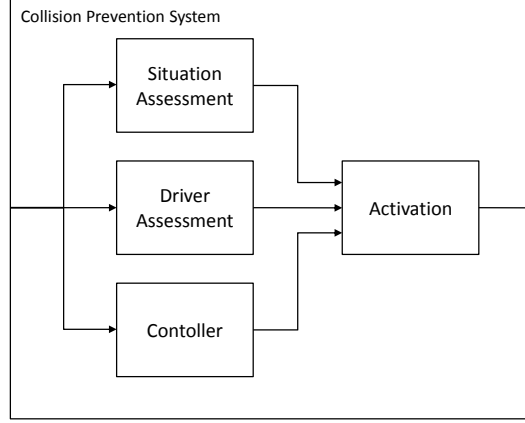 Collision Prevention System
Situation
Assessment
Driver
Assessment
Activation
Contoller